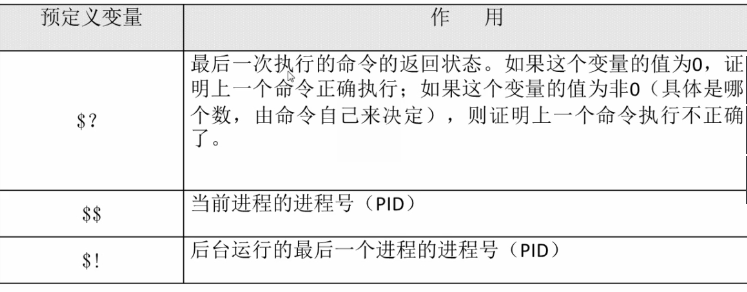 预定义变量 作 用
$? 最后一次执行的命令的返回状态。如果这个变量的值为0，证
明上一个命令正确执行；如果这个变量的值为非0（具体是哪
个数，由命令自己来决定），则证明上一个命令执行不正确
了。
$$ 当前进程的进程号（PID）
$! 后台运行的最后一个进程的进程号（PID）